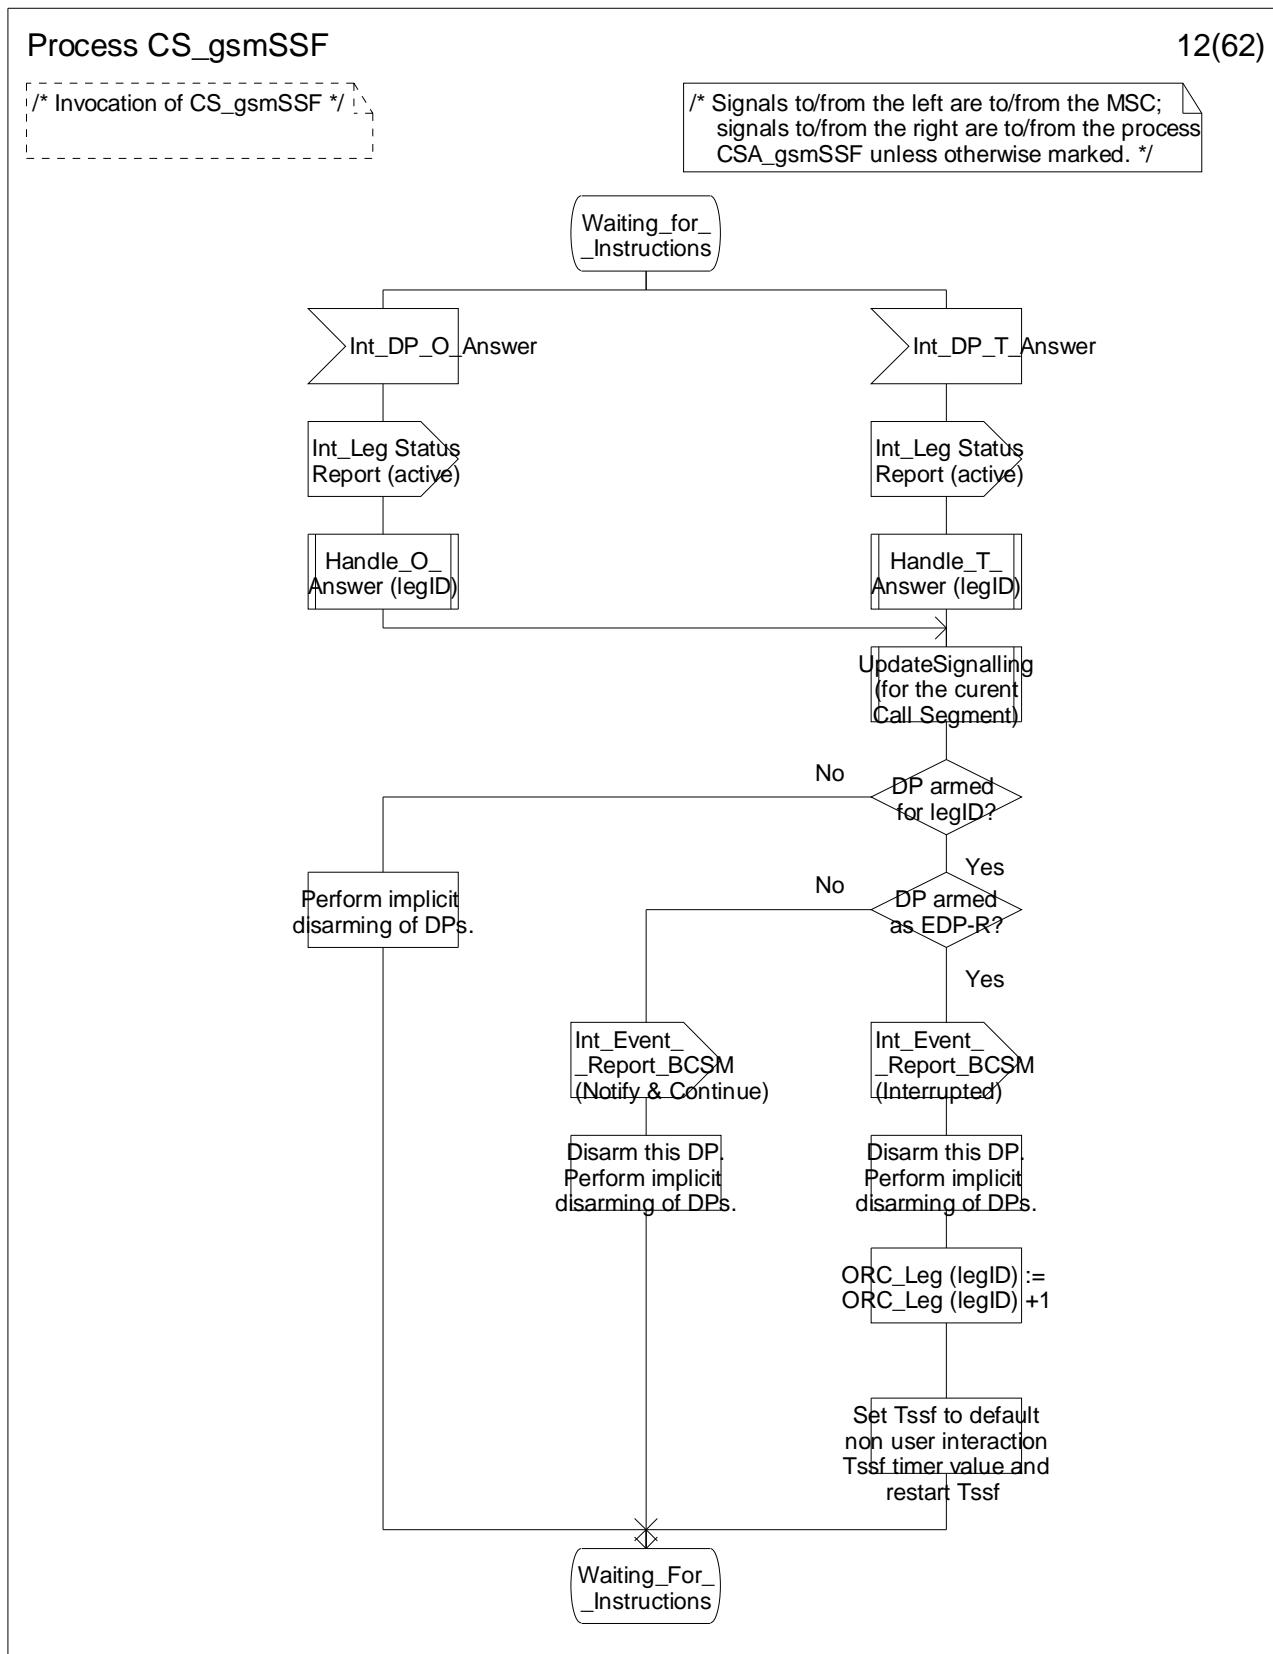 Process CS_gsmSSF
12(62)
/* Invocation of CS_gsmSSF */
/* Signals to/from the left are to/from the MSC;
signals to/from the right are to/from the process
CSA_gsmSSF unless otherwise marked. */
Waiting_for_
_Instructions
Int_DP_O_Answer
Int_DP_T_Answer
Int_Leg Status
Report (active)
Int_Leg Status
Report (active)
Handle_O_
Answer (legID)
Handle_T_
Answer (legID)
UpdateSignalling
(for the curent
Call Segment)
No
DP armed
for legID?
Yes
Perform implicit
disarming of DPs.
No
DP armed
as EDP-R?
Yes
Int_Event_
_Report_BCSM
(Notify & Continue)
Int_Event_
_Report_BCSM
(Interrupted)
Disarm this DP.
Perform implicit
disarming of DPs.
Disarm this DP.
Perform implicit
disarming of DPs.
ORC_Leg (legID) :=
ORC_Leg (legID) +1
Set Tssf to default
non user interaction
Tssf timer value and
restart Tssf
Waiting_For_
_Instructions